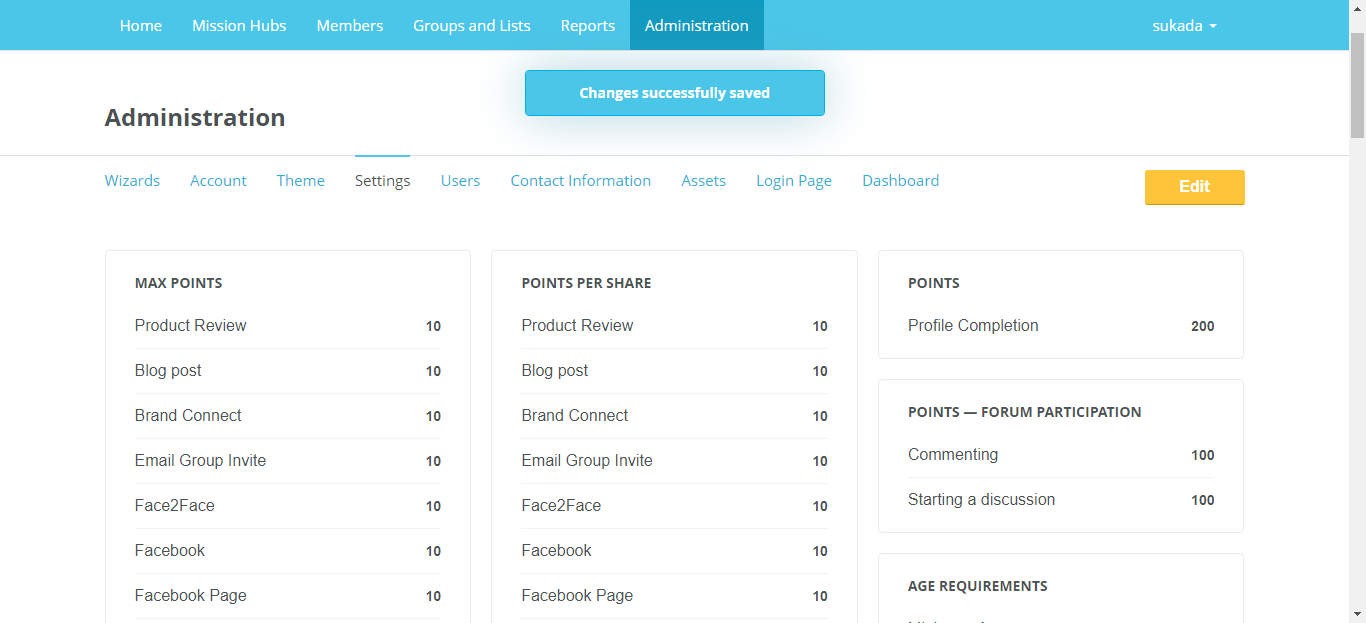 Home Mission Hubs Members Groups and Lists Reports Administration sukada
Changes successfully saved
Administration
Wizards Account Theme Settings Users Contact Information Assets Login Page Dashboard
Edit
MAX POINTS
Product Review 10
Blog post 10
Brand Connect 10
Email Group Invite 10
Face2Face 10
Facebook 10
Facebook Page 10
POINTS PER SHARE
Product Review 10
Blog post 10
Brand Connect 10
Email Group Invite 10
Face2Face 10
Facebook 10
Facebook Page 10
POINTS
Profile Completion 200
POINTS — FORUM PARTICIPATION
Commenting 100
Starting a discussion 100
AGE REQUIREMENTS